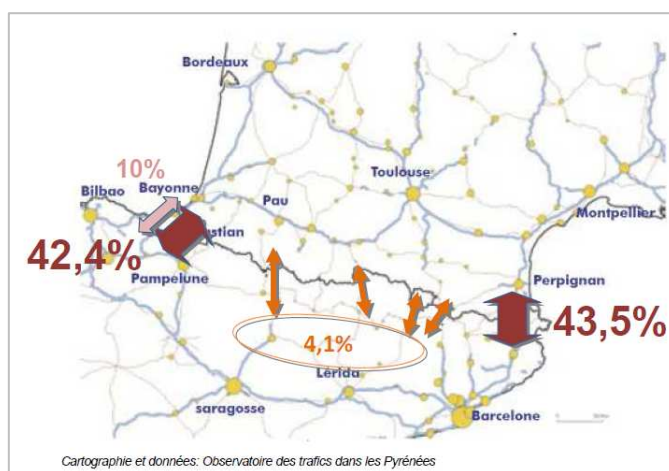 Bordeaux
10%
Bilbao
Bayonne
Pau
Toulouse
Montpellier
42,4%
stian
Pampelune
Perpignan
43,5%
4,1%
Lérida
saragosse
Barcelone
Cartographie et données: Observatoire des trafics dans les Pyrénées